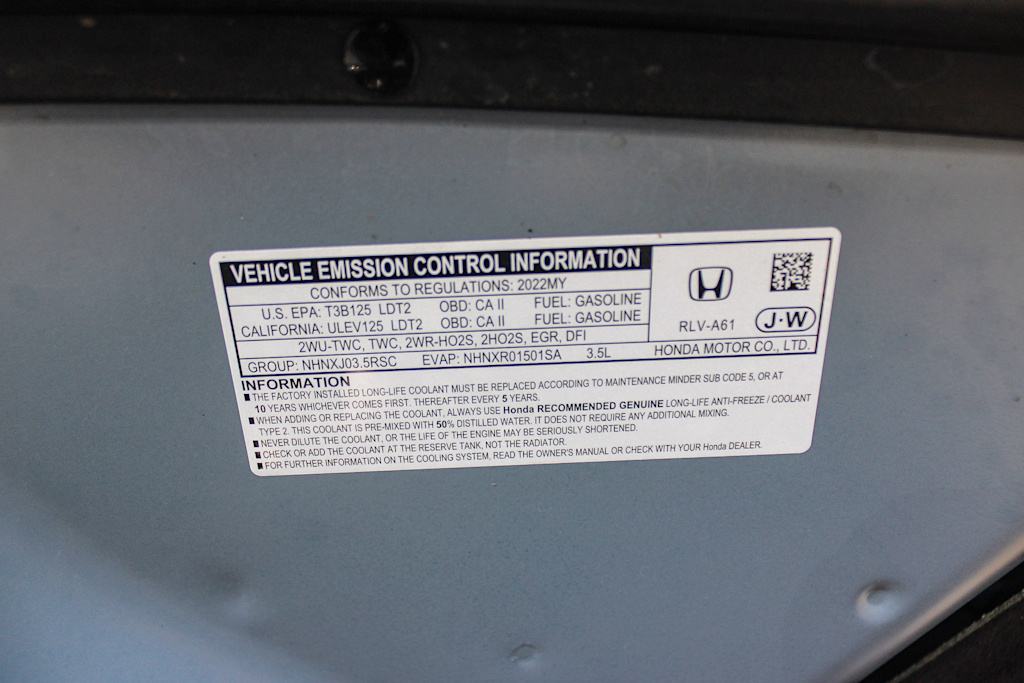 VEHICLE EMISSION CONTROL INFORMATION
CONFORMS TO REGULATIONS: 2022MY
U.S. EPA: T3B125 LDT2 OBD: CA II FUEL: GASOLINE
CALIFORNIA: ULEV125 LDT2 OBD: CA II FUEL: GASOLINE
2WU-TWC, TWC, 2WR-HO2S, 2HO2S, EGR, DFI
GROUP: NHNXJ03.5RSC EVAP: NHNXR01501SA 3.5L
RLV-A61
J·W
HONDA MOTOR CO., LTD.
INFORMATION
■ THE FACTORY INSTALLED LONG-LIFE COOLANT MUST BE REPLACED ACCORDING TO MAINTENANCE MINDER SUB CODE 5, OR AT
10 YEARS WHICHEVER COMES FIRST. THEREAFTER EVERY 5 YEARS.
■ WHEN ADDING OR REPLACING THE COOLANT, ALWAYS USE Honda RECOMMENDED GENUINE LONG-LIFE ANTI-FREEZE / COOLANT
TYPE 2. THIS COOLANT IS PRE-MIXED WITH 50% DISTILLED WATER. IT DOES NOT REQUIRE ANY ADDITIONAL MIXING.
■ NEVER DILUTE THE COOLANT, OR THE LIFE OF THE ENGINE MAY BE SERIOUSLY SHORTENED.
■ CHECK OR ADD THE COOLANT AT THE RESERVE TANK, NOT THE RADIATOR.
■ FOR FURTHER INFORMATION ON THE COOLING SYSTEM, READ THE OWNER'S MANUAL OR CHECK WITH YOUR Honda DEALER.